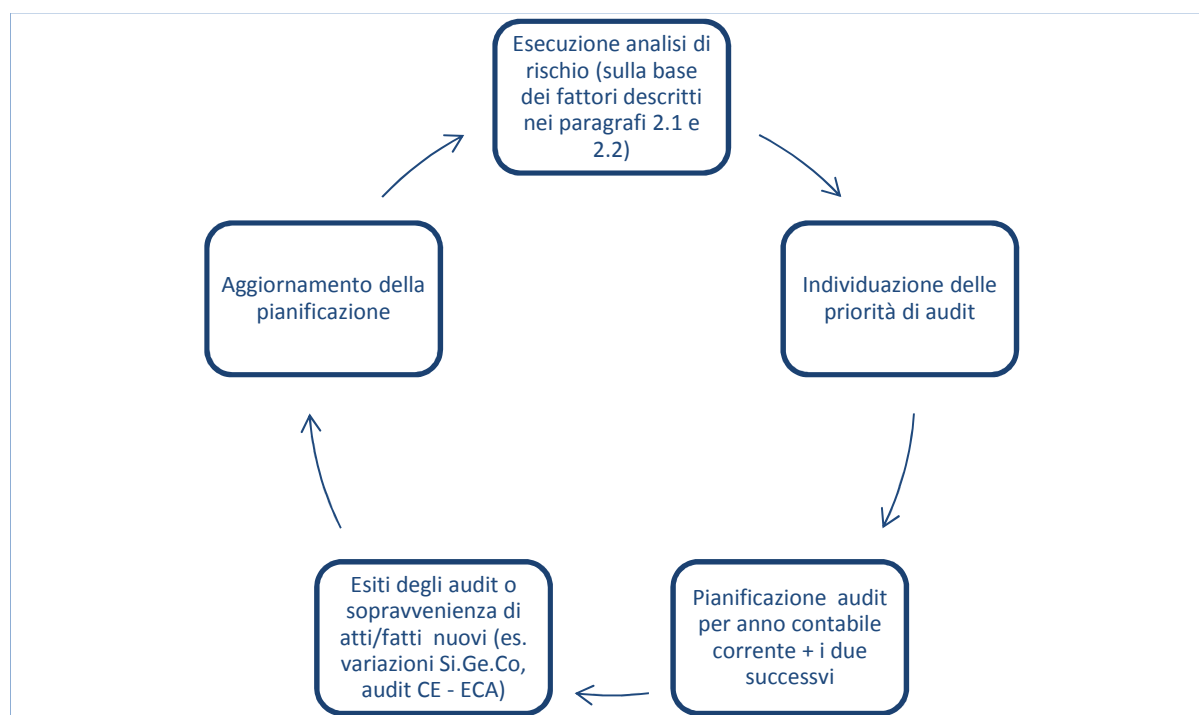 Esecuzione analisi di
rischio (sulla base
dei fattori descritti
nei paragrafi 2.1 e
2.2)
Individuazione delle
priorità di audit
Pianificazione  audit
per anno contabile
corrente + i due
successvi
Esiti degli audit o
sopravvenienza di
atti/fatti  nuovi (es.
variazioni Si.Ge.Co,
audit CE - ECA)
Aggiornamento della
pianificazione